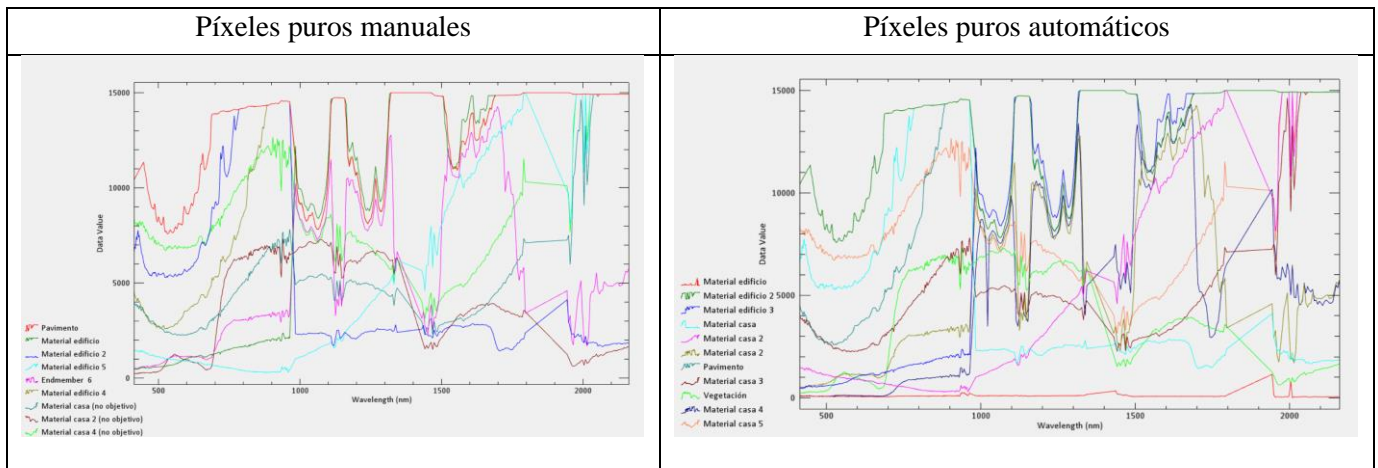 Píxeles puros manuales
Píxeles puros automáticos
15000
10000
5000
0
Data Value
500
1000
1500
2000
Wavelength (nm)
Pavimento
Material edificio
Material edificio 2
Material edificio 5
Endmember 6
Material edificio 4
Material casa (no objetivo)
Material casa 2 (no objetivo)
Material casa 4 (no objetivo)
15000
10000
5000
0
Data Value
500
1000
1500
2000
Wavelength (nm)
Material edificio
Material edificio 2
Material edificio 3
Material casa
Material casa 2
Material casa 2
Pavimento
Material casa 3
Vegetación
Material casa 4
Material casa 5